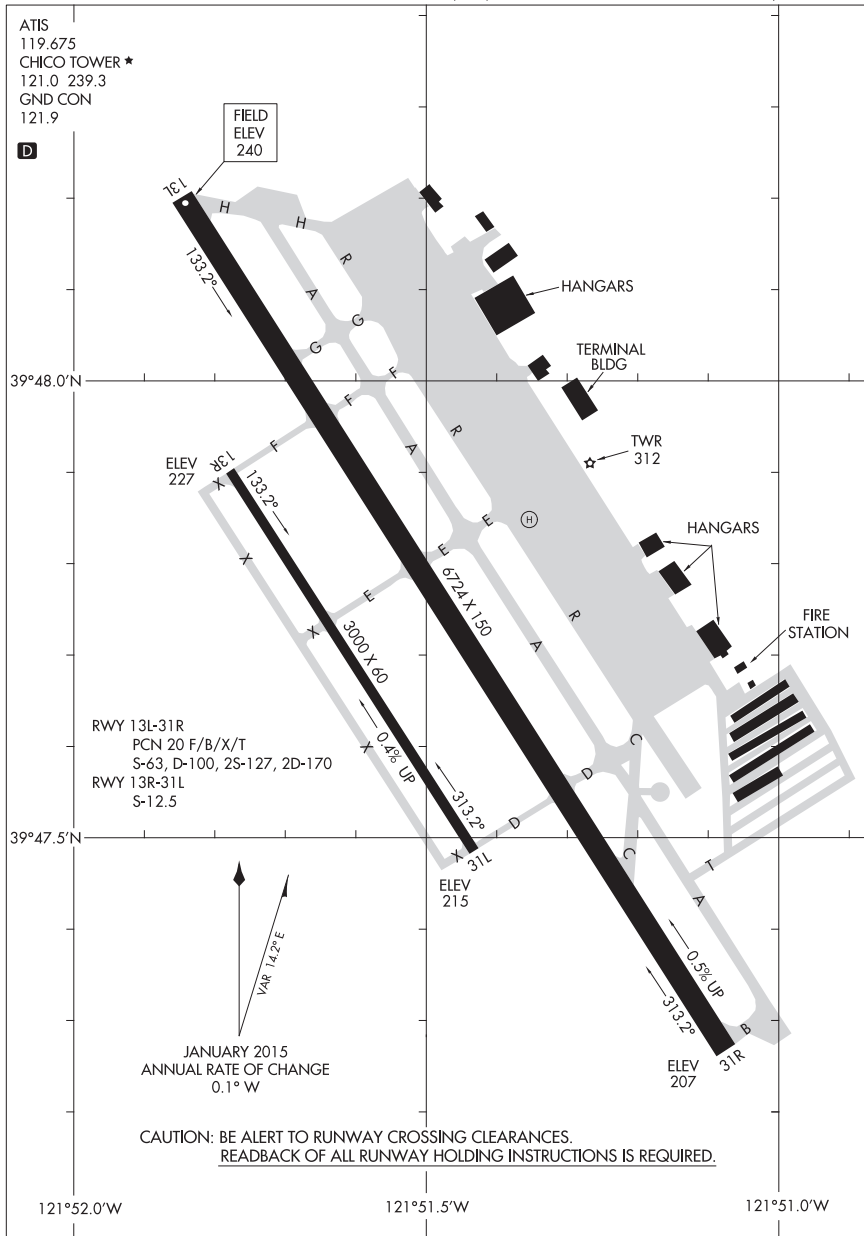 ATIS
119.675
CHICO TOWER ★
121.0 239.3
GND CON
121.9
D
FIELD
ELEV
240
13L
H
H
133.2°
A
R
G
G
HANGARS
TERMINAL
BLDG
39°48.0'N
F
F
F
R
A
TWR
312
ELEV
227
13R
X
133.2°
H
E
E
HANGARS
X
E
6724 X 150
X
3000 X 60
A
R
FIRE
STATION
RWY 13L-31R
PCN 20 F/B/X/T
S-63, D-100, 2S-127, 2D-170
RWY 13R-31L
S-12.5
X
0.4% UP
313.2°
C
D
D
39°47.5'N
X
31L
C
T
A
ELEV
215
VAR 14.2° E
0.5% UP
313.2°
B
31R
ELEV
207
JANUARY 2015
ANNUAL RATE OF CHANGE
0.1° W
CAUTION: BE ALERT TO RUNWAY CROSSING CLEARANCES.
READBACK OF ALL RUNWAY HOLDING INSTRUCTIONS IS REQUIRED.
121°52.0'W
121°51.5'W
121°51.0'W